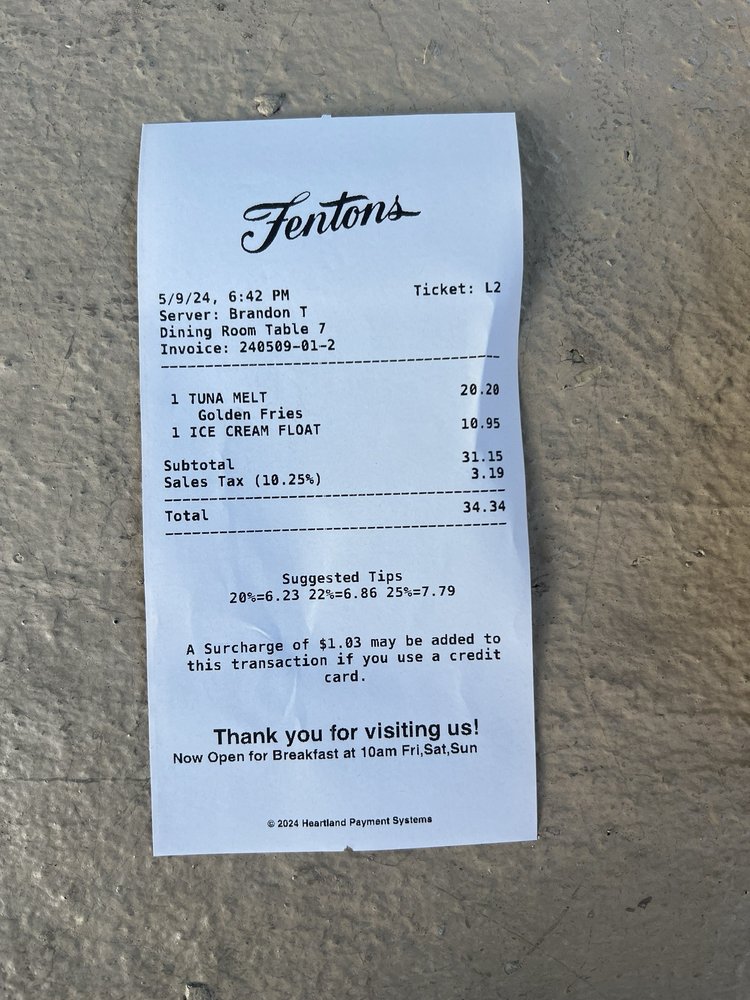 Fentons
5/9/24, 6:42 PM Ticket: L2
Server: Brandon T
Dining Room Table 7
Invoice: 240509-01-2
1 TUNA MELT 20.20
Golden Fries
1 ICE CREAM FLOAT 10.95
Subtotal 31.15
Sales Tax (10.25%) 3.19
Total 34.34
Suggested Tips
20%=6.23 22%=6.86 25%=7.79
A Surcharge of $1.03 may be added to
this transaction if you use a credit
card.
Thank you for visiting us!
Now Open for Breakfast at 10am Fri,Sat,Sun
© 2024 Heartland Payment Systems